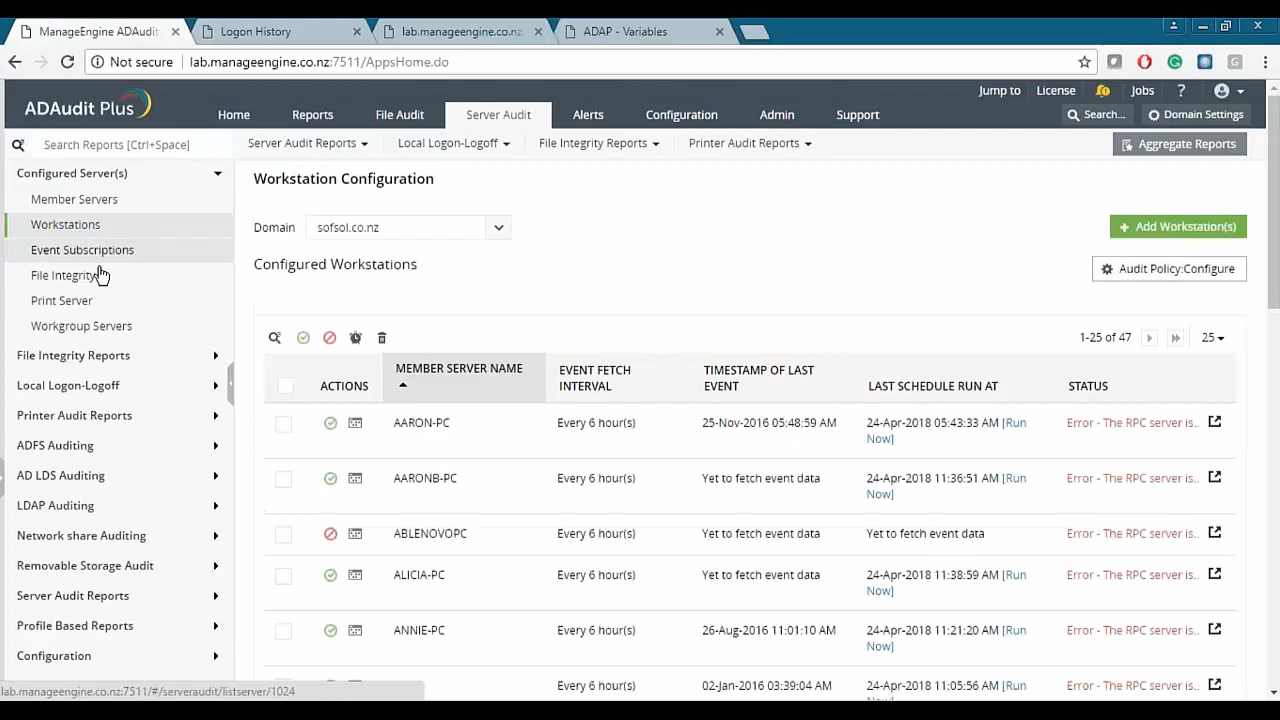 ManageEngine ADAudit
Logon History
lab.manageengine.co.nz:
ADAP - Variables
Not secure
lab.manageengine.co.nz:7511/AppsHome.do
Jump to
License
Jobs
?
ADAudit Plus
Home
Reports
File Audit
Server Audit
Alerts
Configuration
Admin
Support
Search...
Domain Settings
Search Reports [Ctrl+Space]
Server Audit Reports
Local Logon-Logoff
File Integrity Reports
Printer Audit Reports
Aggregate Reports
Configured Server(s)
Member Servers
Workstations
Event Subscriptions
File Integrity
Print Server
Workgroup Servers
File Integrity Reports
Local Logon-Logoff
Printer Audit Reports
ADFS Auditing
AD LDS Auditing
LDAP Auditing
Network share Auditing
Removable Storage Audit
Server Audit Reports
Profile Based Reports
Configuration
lab.manageengine.co.nz:7511/#/serveraudit/listserver/1024
Workstation Configuration
Domain
sofsol.co.nz
+ Add Workstation(s)
Configured Workstations
Audit Policy:Configure
1-25 of 47
25
ACTIONS
MEMBER SERVER NAME
EVENT FETCH
INTERVAL
TIMESTAMP OF LAST
EVENT
LAST SCHEDULE RUN AT
STATUS
AARON-PC
Every 6 hour(s)
25-Nov-2016 05:48:59 AM
24-Apr-2018 05:43:33 AM [Run
Now]
Error - The RPC server is..
AARONB-PC
Every 6 hour(s)
Yet to fetch event data
24-Apr-2018 11:36:51 AM [Run
Now]
Error - The RPC server is..
ABLENOVOPC
Every 6 hour(s)
Yet to fetch event data
Yet to fetch event data
Error - The RPC server is..
ALICIA-PC
Every 6 hour(s)
Yet to fetch event data
24-Apr-2018 11:38:59 AM [Run
Now]
Error - The RPC server is..
ANNIE-PC
Every 6 hour(s)
26-Aug-2016 11:01:10 AM
24-Apr-2018 11:21:20 AM [Run
Now]
Error - The RPC server is..
Every 6 hour(s)
02-Jan-2016 03:39:04 AM
24-Apr-2018 11:05:56 AM [Run
Error - The RPC server is..